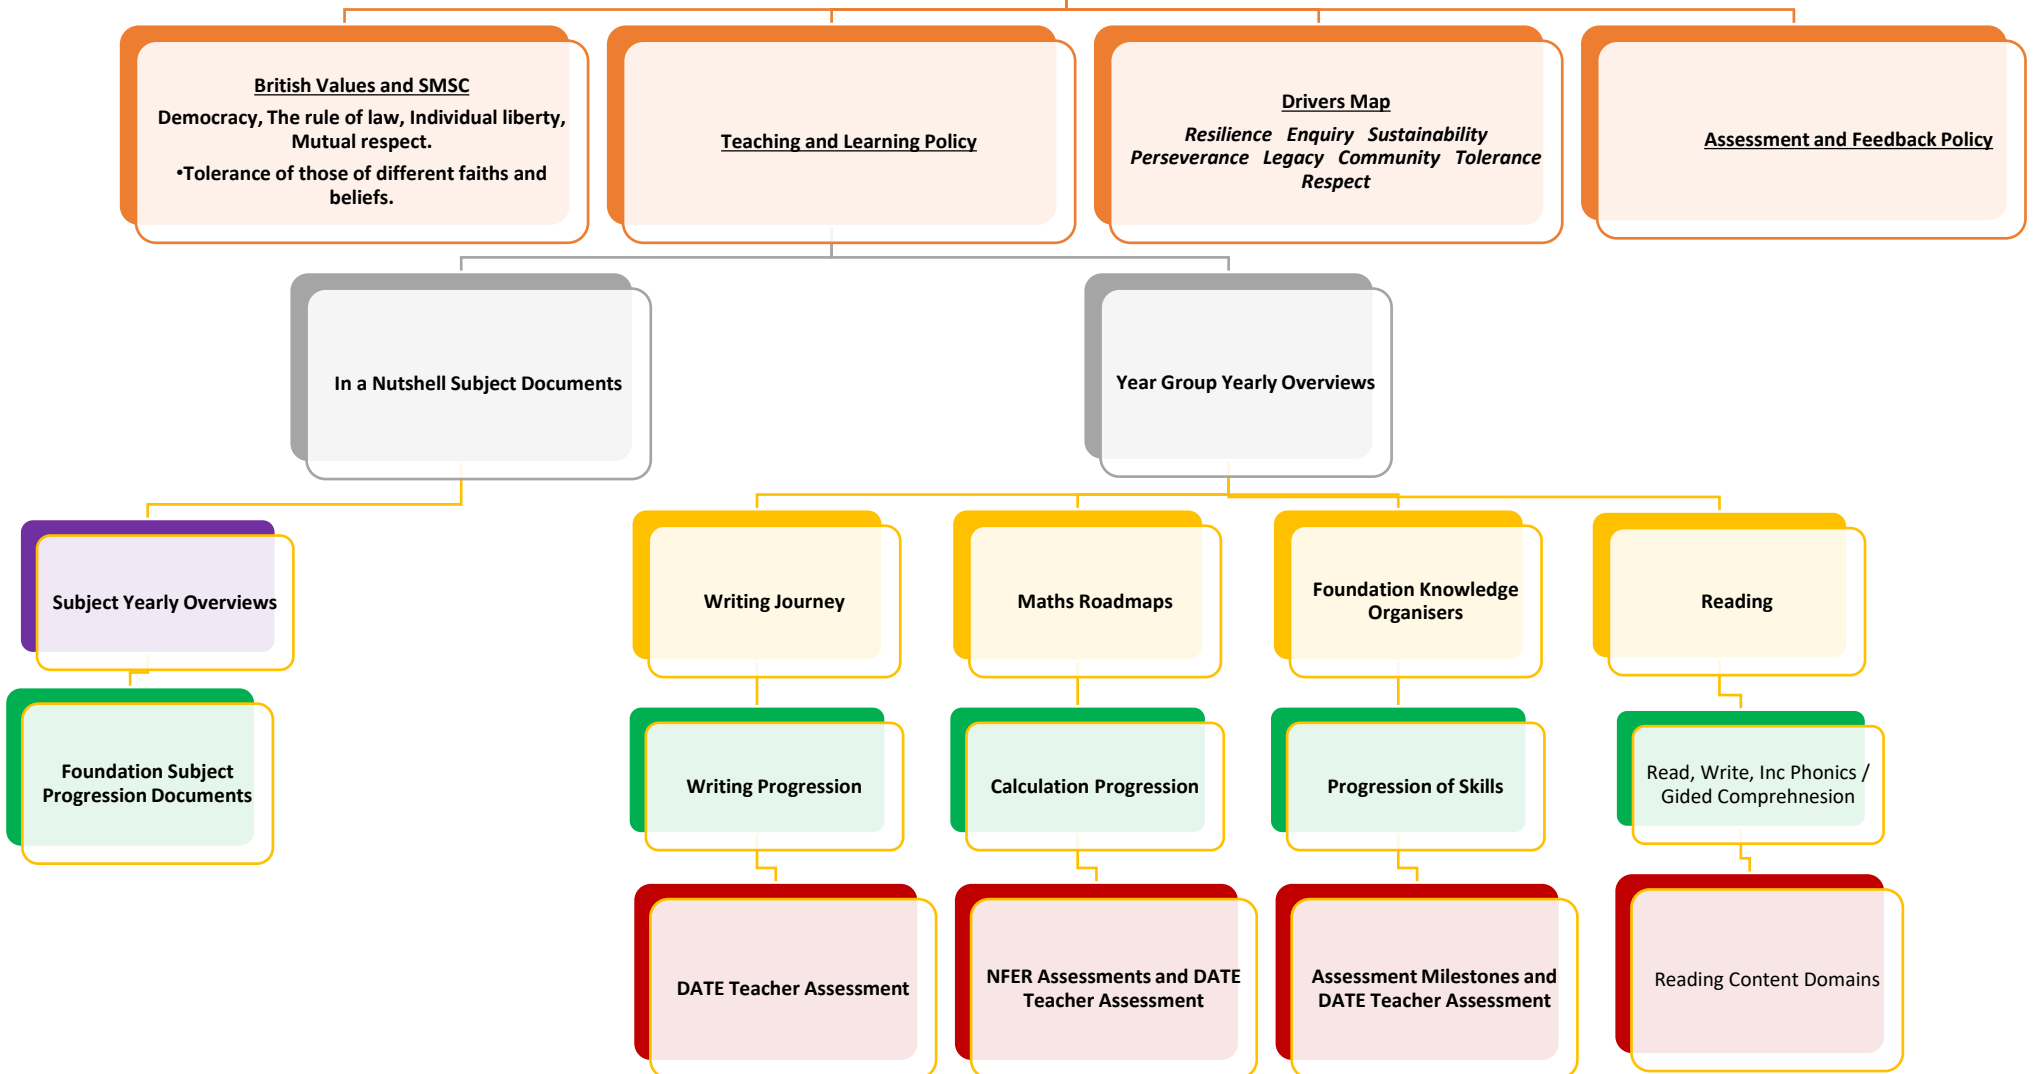 British Values and SMSC
Democracy, The rule of law, Individual liberty,
Mutual respect.
•Tolerance of those of different faiths and
beliefs.
Teaching and Learning Policy
Drivers Map
Resilience Enquiry Sustainability
Perseverance Legacy Community Tolerance
Respect
Assessment and Feedback Policy
In a Nutshell Subject Documents
Year Group Yearly Overviews
Subject Yearly Overviews
Writing Journey
Maths Roadmaps
Foundation Knowledge
Organisers
Reading
Foundation Subject
Progression Documents
Writing Progression
Calculation Progression
Progression of Skills
Read, Write, Inc Phonics /
Gided Comprehnesion
DATE Teacher Assessment
NFER Assessments and DATE
Teacher Assessment
Assessment Milestones and
DATE Teacher Assessment
Reading Content Domains